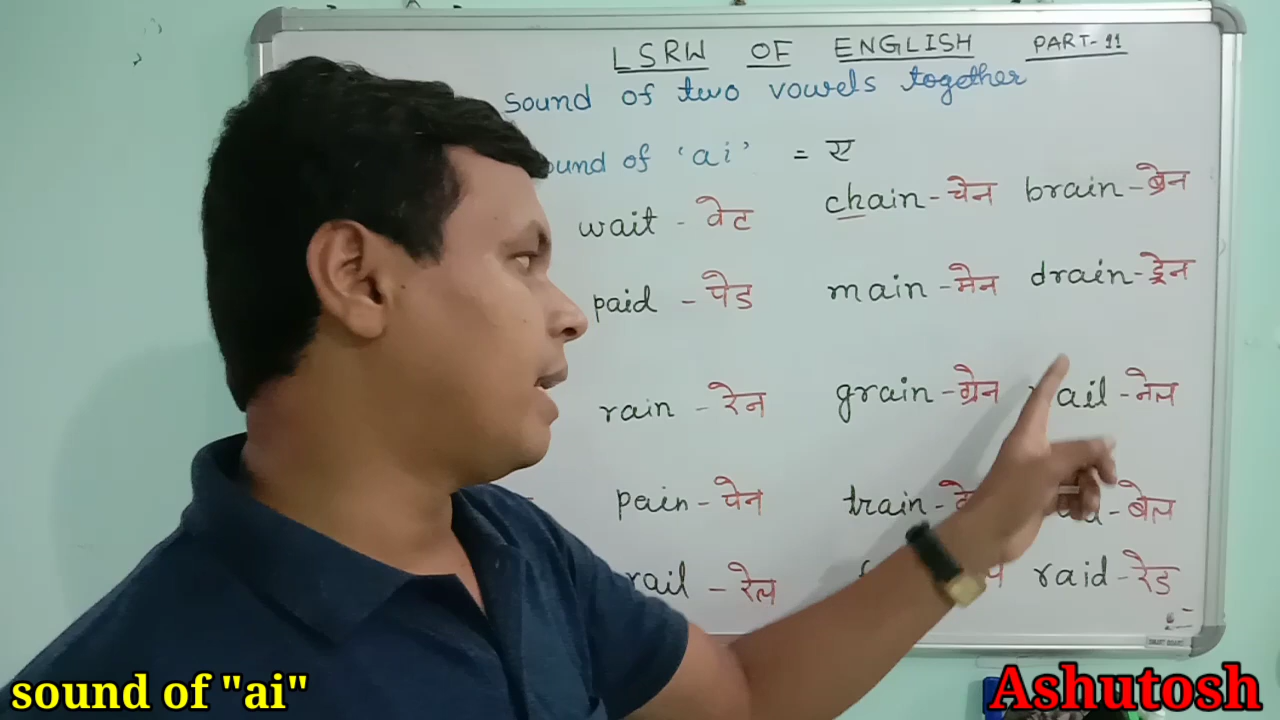 LSRW OF ENGLISH PART-11
Sound of two vowels together
ound of 'ai' = ए
wait - वेट
chain - चेन
brain - ब्रेन
paid - पेड
main - मेन
drain - ड्रेन
rain - रेन
grain - ग्रेन
ail - नेल
pain - पेन
train -
- बेल
rail - रेल
raid - रेड
sound of "ai"
Ashutosh